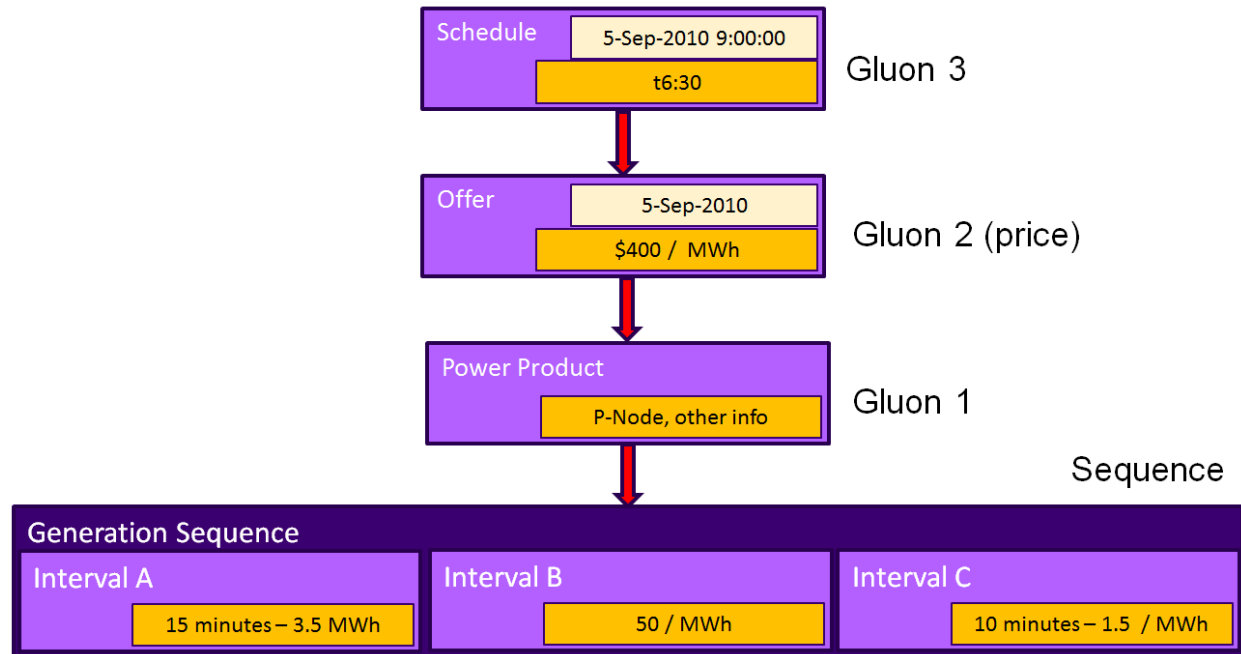 Schedule
5-Sep-2010 9:00:00
t6:30
Gluon 3
Offer
5-Sep-2010
$400 / MWh
Gluon 2 (price)
Power Product
P-Node, other info
Gluon 1
Sequence
Generation Sequence
Interval A
15 minutes – 3.5 MWh
Interval B
50 / MWh
Interval C
10 minutes – 1.5 / MWh